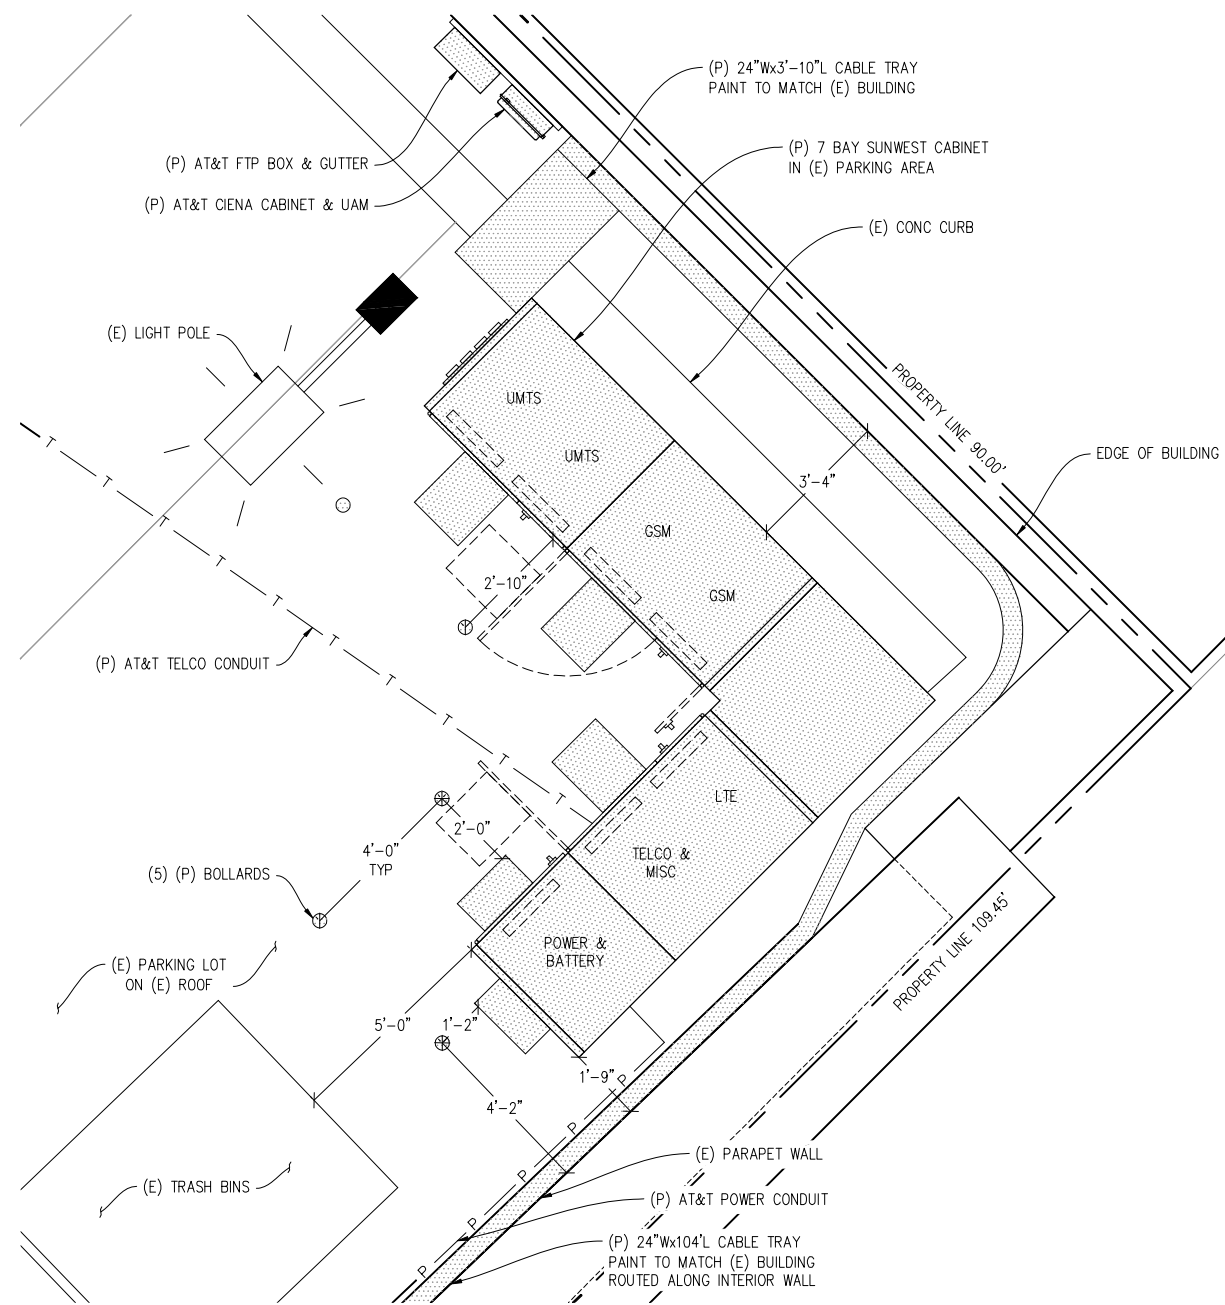 (P) 24"Wx3'-10"L CABLE TRAY
PAINT TO MATCH (E) BUILDING
(P) 7 BAY SUNWEST CABINET
IN (E) PARKING AREA
(P) AT&T FTP BOX & GUTTER
(P) AT&T CIENA CABINET & UAM
(E) CONC CURB
(E) LIGHT POLE
PROPERTY LINE 90.00'
UMTS
UMTS
EDGE OF BUILDING
3'-4"
GSM
GSM
T
T
T
T
T
T
T
T
T
T
2'-10"
(P) AT&T TELCO CONDUIT
LTE
2'-0"
4'-0"
TYP
TELCO &
MISC
(5) (P) BOLLARDS
POWER &
BATTERY
PROPERTY LINE 109.45'
(E) PARKING LOT
ON (E) ROOF
5'-0"
1'-2"
1'-9"
4'-2"
P
P
P
P
P
(E) PARAPET WALL
(E) TRASH BINS
(P) AT&T POWER CONDUIT
(P) 24"Wx104'L CABLE TRAY
PAINT TO MATCH (E) BUILDING
ROUTED ALONG INTERIOR WALL